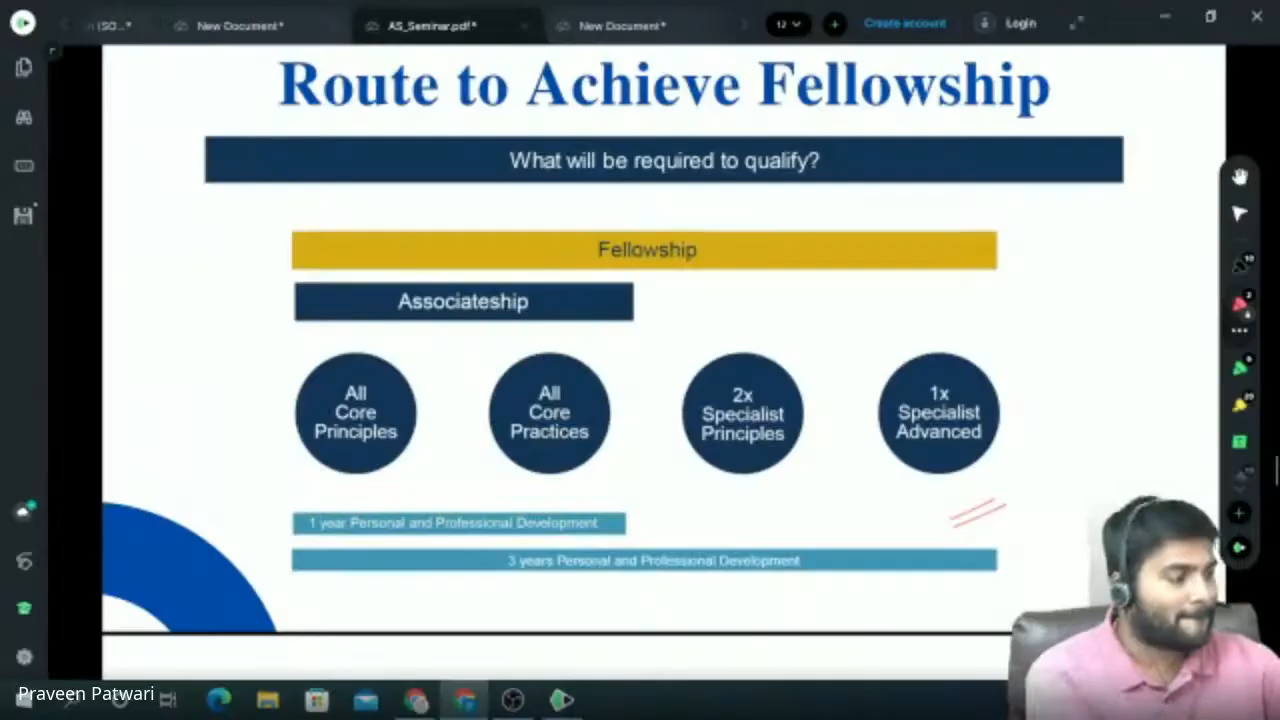 I (SO...*
New Document*
AS_Seminar.pdf*
New Document*
12
Create account
Login
Route to Achieve Fellowship
What will be required to qualify?
Fellowship
Associateship
All
Core
Principles
All
Core
Practices
2x
Specialist
Principles
1x
Specialist
Advanced
1 year Personal and Professional Development
3 years Personal and Professional Development
Praveen Patwari